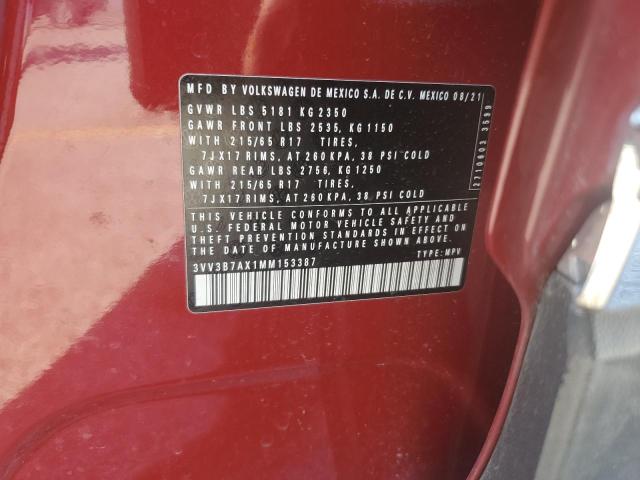 MFD BY VOLKSWAGEN DE MEXICO S.A. DE C.V. MEXICO 08/21
GVWR LBS 5181 KG 2350
GAWR FRONT LBS 2535, KG 1150
WITH 215/65 R17 TIRES,
7JX17 RIMS, AT 260 KPA, 38 PSI COLD
GAWR REAR LBS 2756, KG 1250
WITH 215/65 R17 TIRES,
7JX17 RIMS, AT 260 KPA, 38 PSI COLD
THIS VEHICLE CONFORMS TO ALL APPLICABLE
U.S. FEDERAL MOTOR VEHICLE SAFETY AND
THEFT PREVENTION STANDARDS IN EFFECT ON
THE DATE OF MANUFACTURE SHOWN ABOVE.
3VV3B7AX1MM153387 TYPE: MPV
2710603 3599